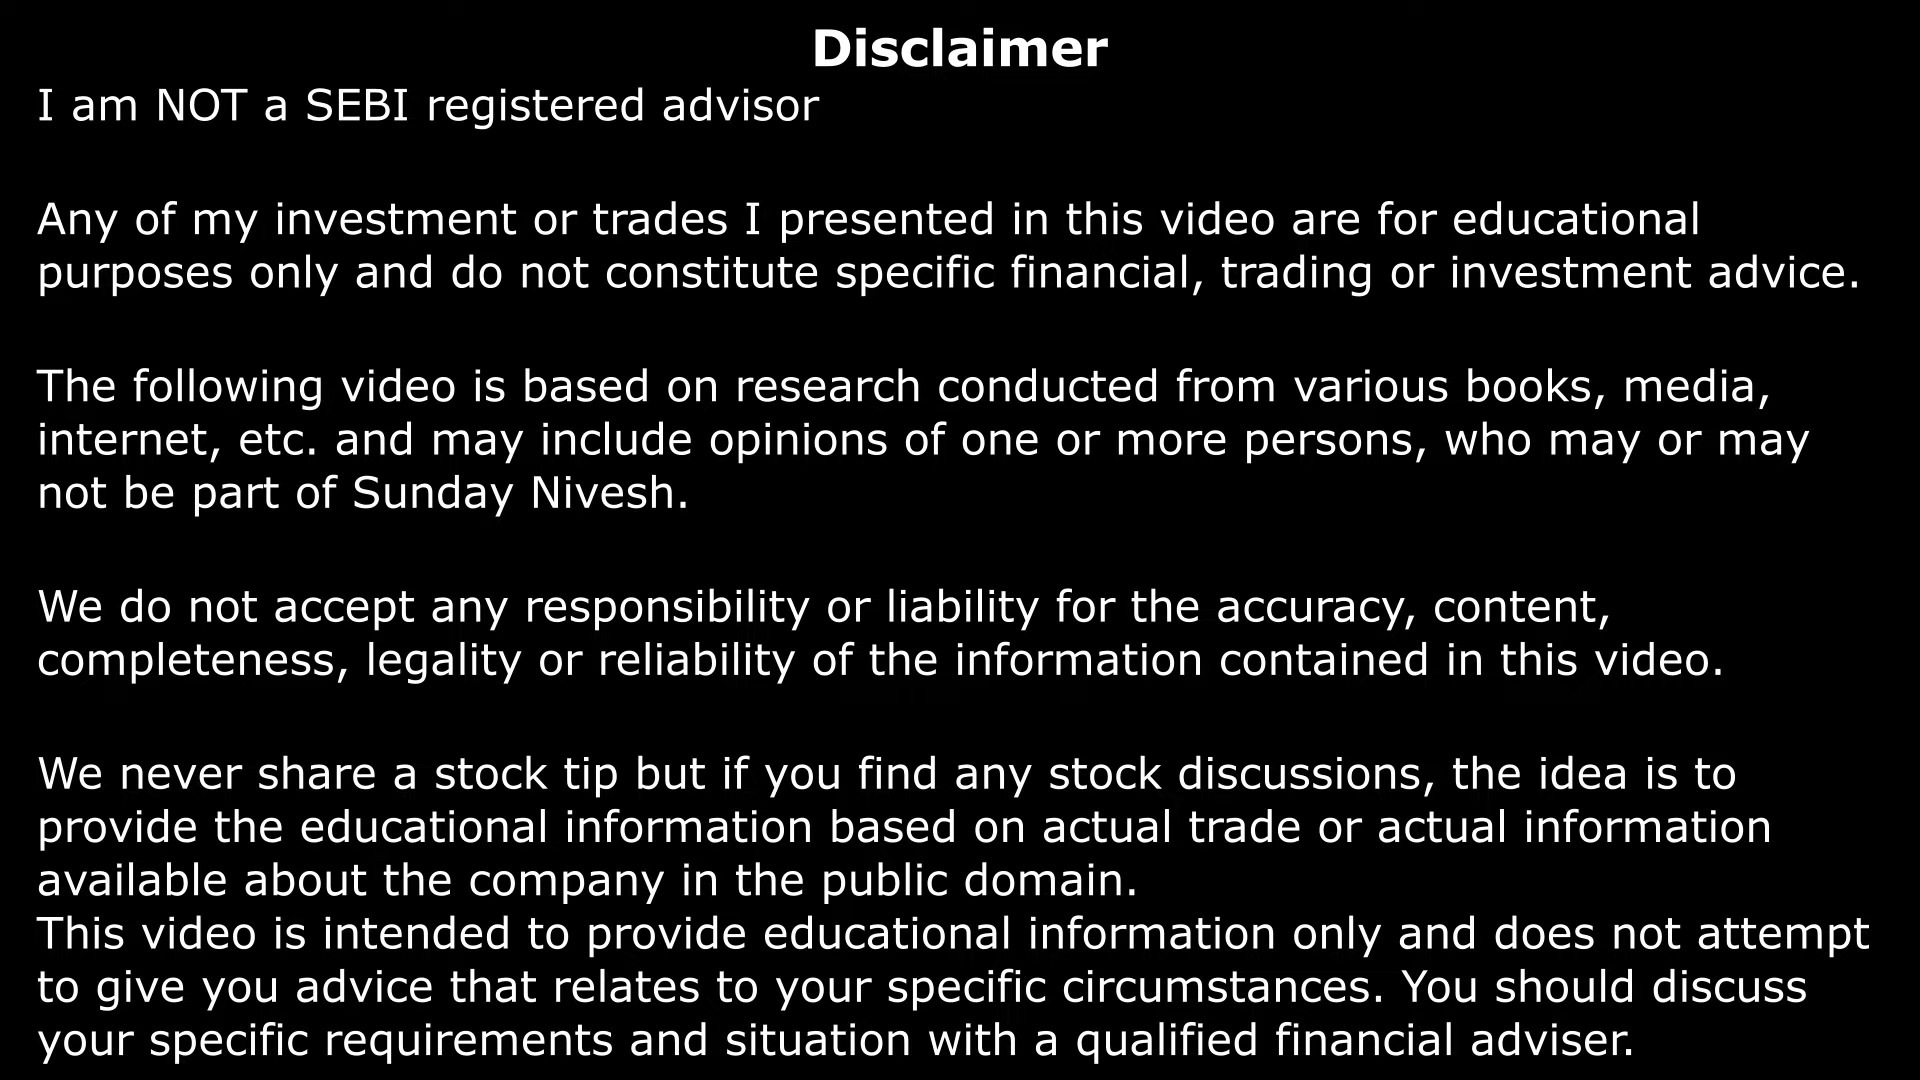 Disclaimer
I am NOT a SEBI registered advisor
Any of my investment or trades I presented in this video are for educational
purposes only and do not constitute specific financial, trading or investment advice.
The following video is based on research conducted from various books, media,
internet, etc. and may include opinions of one or more persons, who may or may
not be part of Sunday Nivesh.
We do not accept any responsibility or liability for the accuracy, content,
completeness, legality or reliability of the information contained in this video.
We never share a stock tip but if you find any stock discussions, the idea is to
provide the educational information based on actual trade or actual information
available about the company in the public domain.
This video is intended to provide educational information only and does not attempt
to give you advice that relates to your specific circumstances. You should discuss
your specific requirements and situation with a qualified financial adviser.